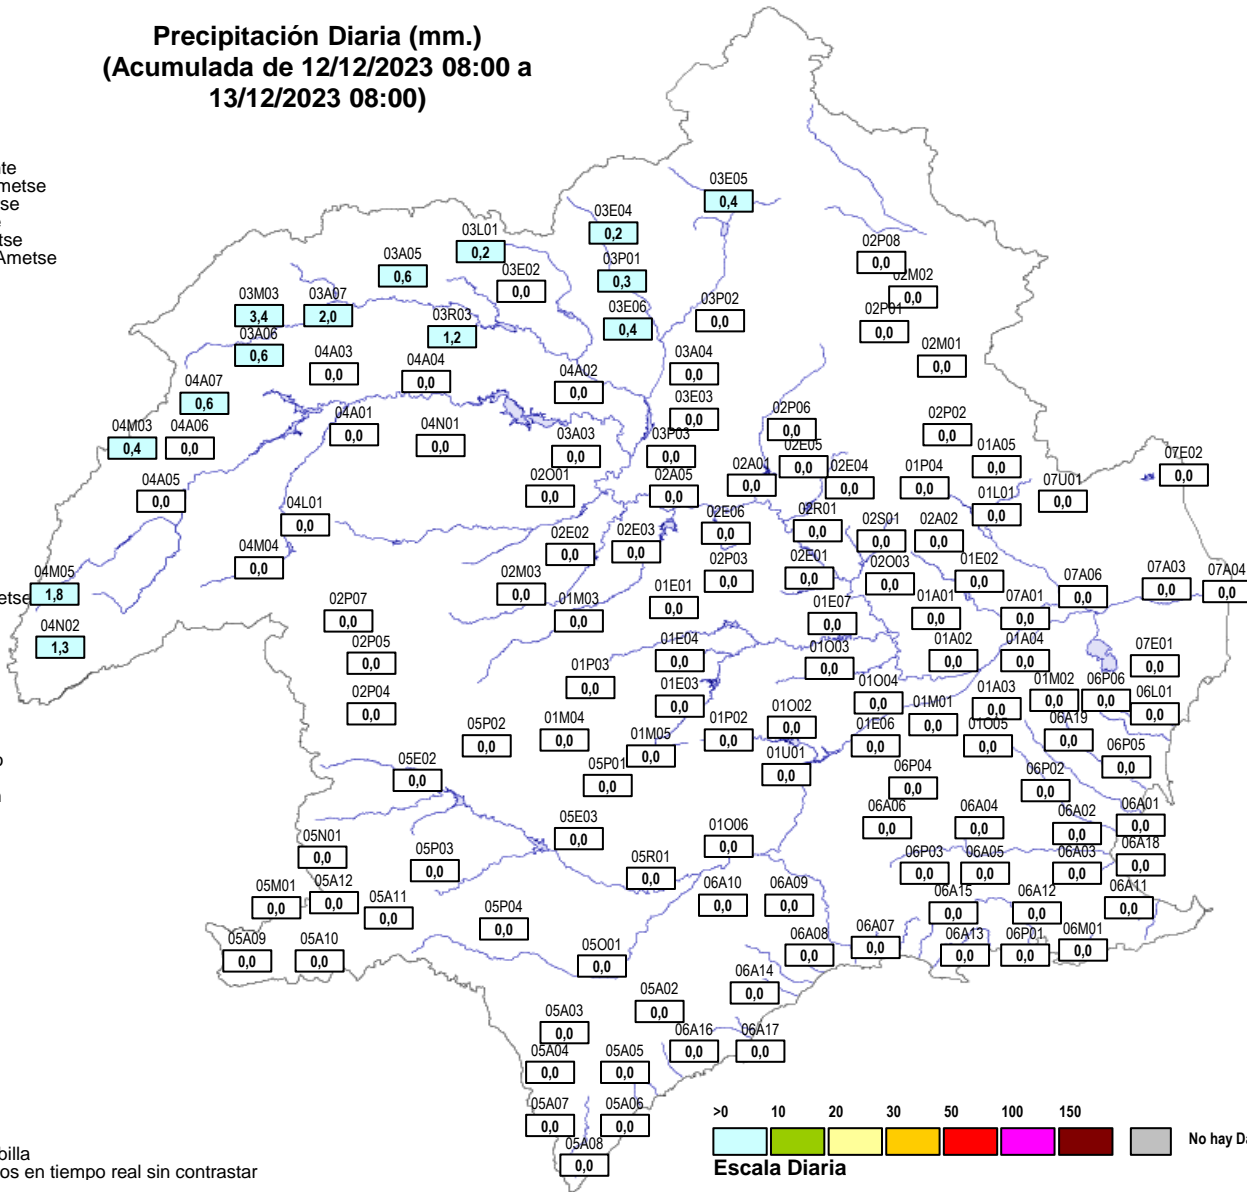 Precipitación Diaria (mm.)
(Acumulada de 12/12/2023 08:00 a
13/12/2023 08:00)
nte
metse
tse
e
tse
Ametse
03E05
0,4
03E04
0,2
03L01
0,2
03A05
0,6
03P01
0,3
03E02
0,0
02P08
0,0
02M02
0,0
03M03
3,4
03A07
2,0
03R03
1,2
03E06
0,4
03P02
0,0
02P01
0,0
03A06
0,6
04A03
0,0
04A04
0,0
04A02
0,0
03A04
0,0
02M01
0,0
04A07
0,6
03E03
0,0
04M03
0,4
04A06
0,0
04A01
0,0
04N01
0,0
03A03
0,0
03P03
0,0
02P06
0,0
02P02
0,0
02E05
0,0
01A05
0,0
07E02
0,0
04A05
0,0
02O01
0,0
02A05
0,0
02A01
0,0
02E04
0,0
01P04
0,0
07U01
0,0
01L01
0,0
04L01
0,0
02E06
0,0
02R01
0,0
02S01
0,0
02A02
0,0
04M04
0,0
02E02
0,0
02E03
0,0
04M05
1,8
etse
02M03
0,0
02P03
0,0
02E01
0,0
02O03
0,0
01E02
0,0
07A06
0,0
07A03
0,0
07A04
0,0
02P07
0,0
01M03
0,0
01E01
0,0
01E07
0,0
01A01
0,0
07A01
0,0
04N02
1,3
02P05
0,0
01E04
0,0
01O03
0,0
01A02
0,0
01A04
0,0
07E01
0,0
02P04
0,0
01P03
0,0
01E03
0,0
01O04
0,0
01A03
0,0
01M02
0,0
06P06
0,0
06L01
0,0
05P02
0,0
01M04
0,0
01M05
0,0
01P02
0,0
01O02
0,0
01M01
0,0
01E06
0,0
01O05
0,0
06A19
0,0
o
05E02
0,0
05P01
0,0
01U01
0,0
06P04
0,0
06P02
0,0
06P05
0,0
05E03
0,0
01O06
0,0
06A06
0,0
06A04
0,0
06A02
0,0
06A01
0,0
05N01
0,0
05P03
0,0
05R01
0,0
06P03
0,0
06A05
0,0
06A03
0,0
06A18
0,0
05M01
0,0
05A12
0,0
05A11
0,0
06A10
0,0
06A09
0,0
06A15
0,0
06A12
0,0
06A11
0,0
05P04
0,0
05A09
0,0
05A10
0,0
05O01
0,0
06A08
0,0
06A07
0,0
06A13
0,0
06P01
0,0
06M01
0,0
06A14
0,0
05A02
0,0
05A03
0,0
06A16
0,0
06A17
0,0
05A04
0,0
05A05
0,0
05A07
0,0
05A06
0,0
05A08
0,0
>0 10 20 30 50 100 150
No hay Da
Escala Diaria
billa
os en tiempo real sin contrastar